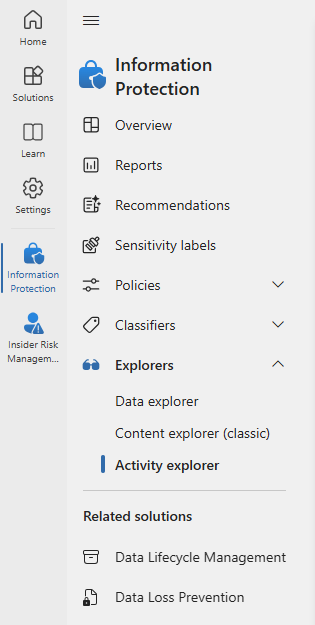 Home
Solutions
Learn
Settings
Information
Protection
Insider Risk
Managem...
Information
Protection
Overview
Reports
Recommendations
Sensitivity labels
Policies
Classifiers
Explorers
Data explorer
Content explorer (classic)
Activity explorer
Related solutions
Data Lifecycle Management
Data Loss Prevention